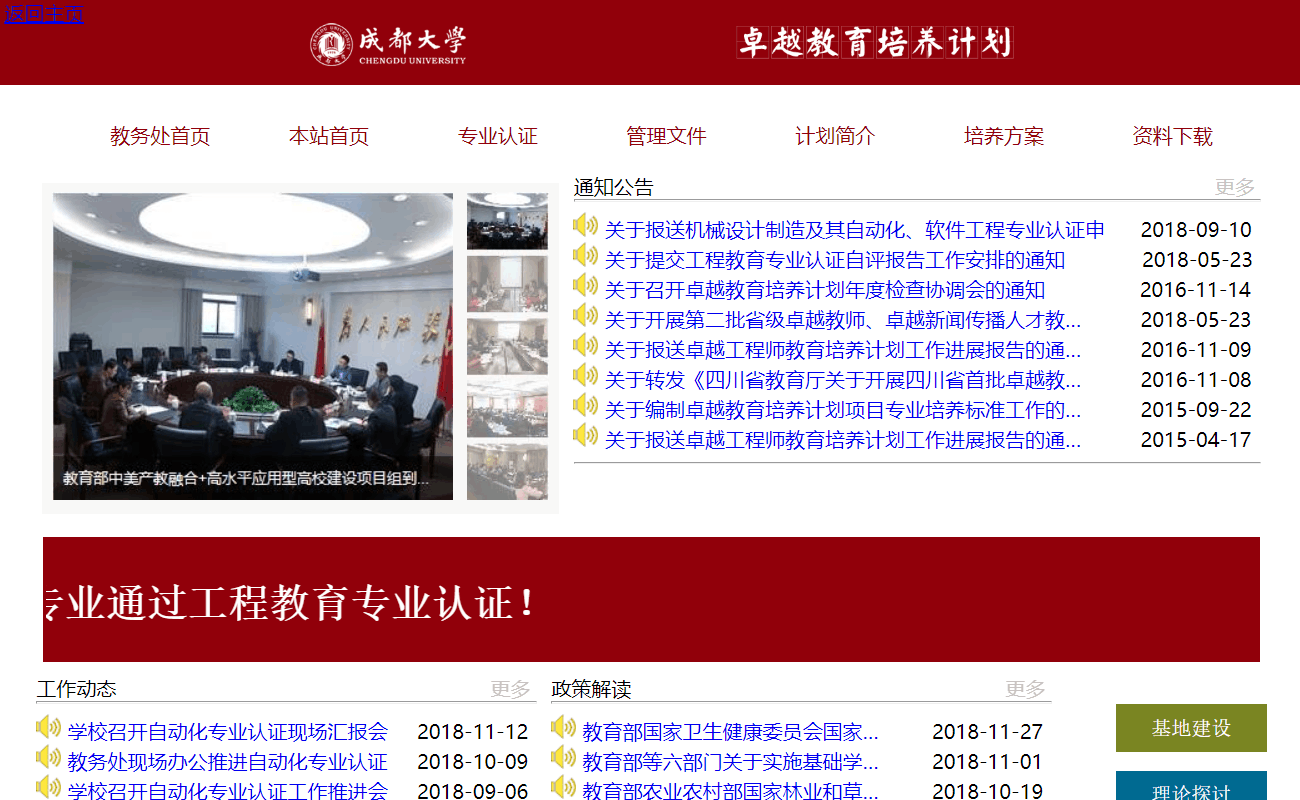 返回主页
成都大学
CHENGDU UNIVERSITY
卓越教育培养计划
教务处首页 本站首页 专业认证 管理文件 计划简介 培养方案 资料下载
通知公告 更多
关于报送机械设计制造及其自动化、软件工程专业认证申 2018-09-10
关于提交工程教育专业认证自评报告工作安排的通知 2018-05-23
关于召开卓越教育培养计划年度检查协调会的通知 2016-11-14
关于开展第二批省级卓越教师、卓越新闻传播人才教... 2018-05-23
关于报送卓越工程师教育培养计划工作进展报告的通... 2016-11-09
关于转发《四川省教育厅关于开展四川省首批卓越教... 2016-11-08
关于编制卓越教育培养计划项目专业培养标准工作的... 2015-09-22
关于报送卓越工程师教育培养计划工作进展报告的通... 2015-04-17
教育部中美产教融合+高水平应用型高校建设项目组到...
专业通过工程教育专业认证！
工作动态 更多
学校召开自动化专业认证现场汇报会 2018-11-12
教务处现场办公推进自动化专业认证 2018-10-09
学校召开自动化专业认证工作推进会 2018-09-06
政策解读 更多
教育部国家卫生健康委员会国家... 2018-11-27
教育部等六部门关于实施基础学... 2018-11-01
教育部农业农村部国家林业和草... 2018-10-19
基地建设
理论探讨